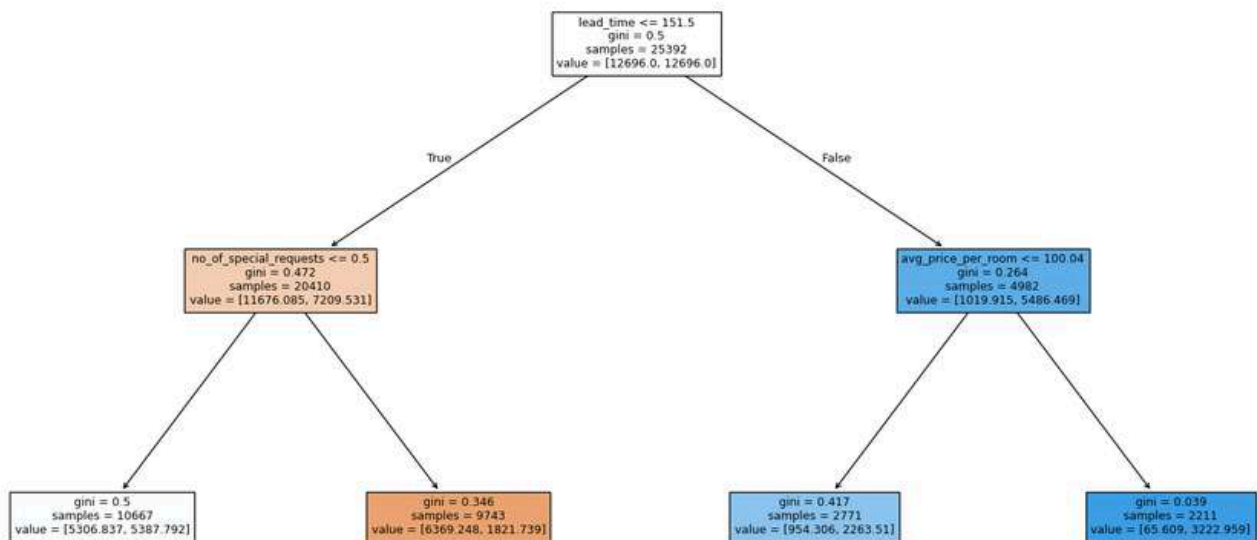 lead_time <= 151.5
gini = 0.5
samples = 25392
value = [12696.0, 12696.0]
True
False
no_of_special_requests <= 0.5
gini = 0.472
samples = 20410
value = [11676.085, 7209.531]
avg_price_per_room <= 100.04
gini = 0.264
samples = 4982
value = [1019.915, 5486.469]
gini = 0.5
samples = 10667
value = [5306.837, 5387.792]
gini = 0.346
samples = 9743
value = [6369.248, 1821.739]
gini = 0.417
samples = 2771
value = [954.306, 2263.51]
gini = 0.039
samples = 2211
value = [65.609, 3222.959]